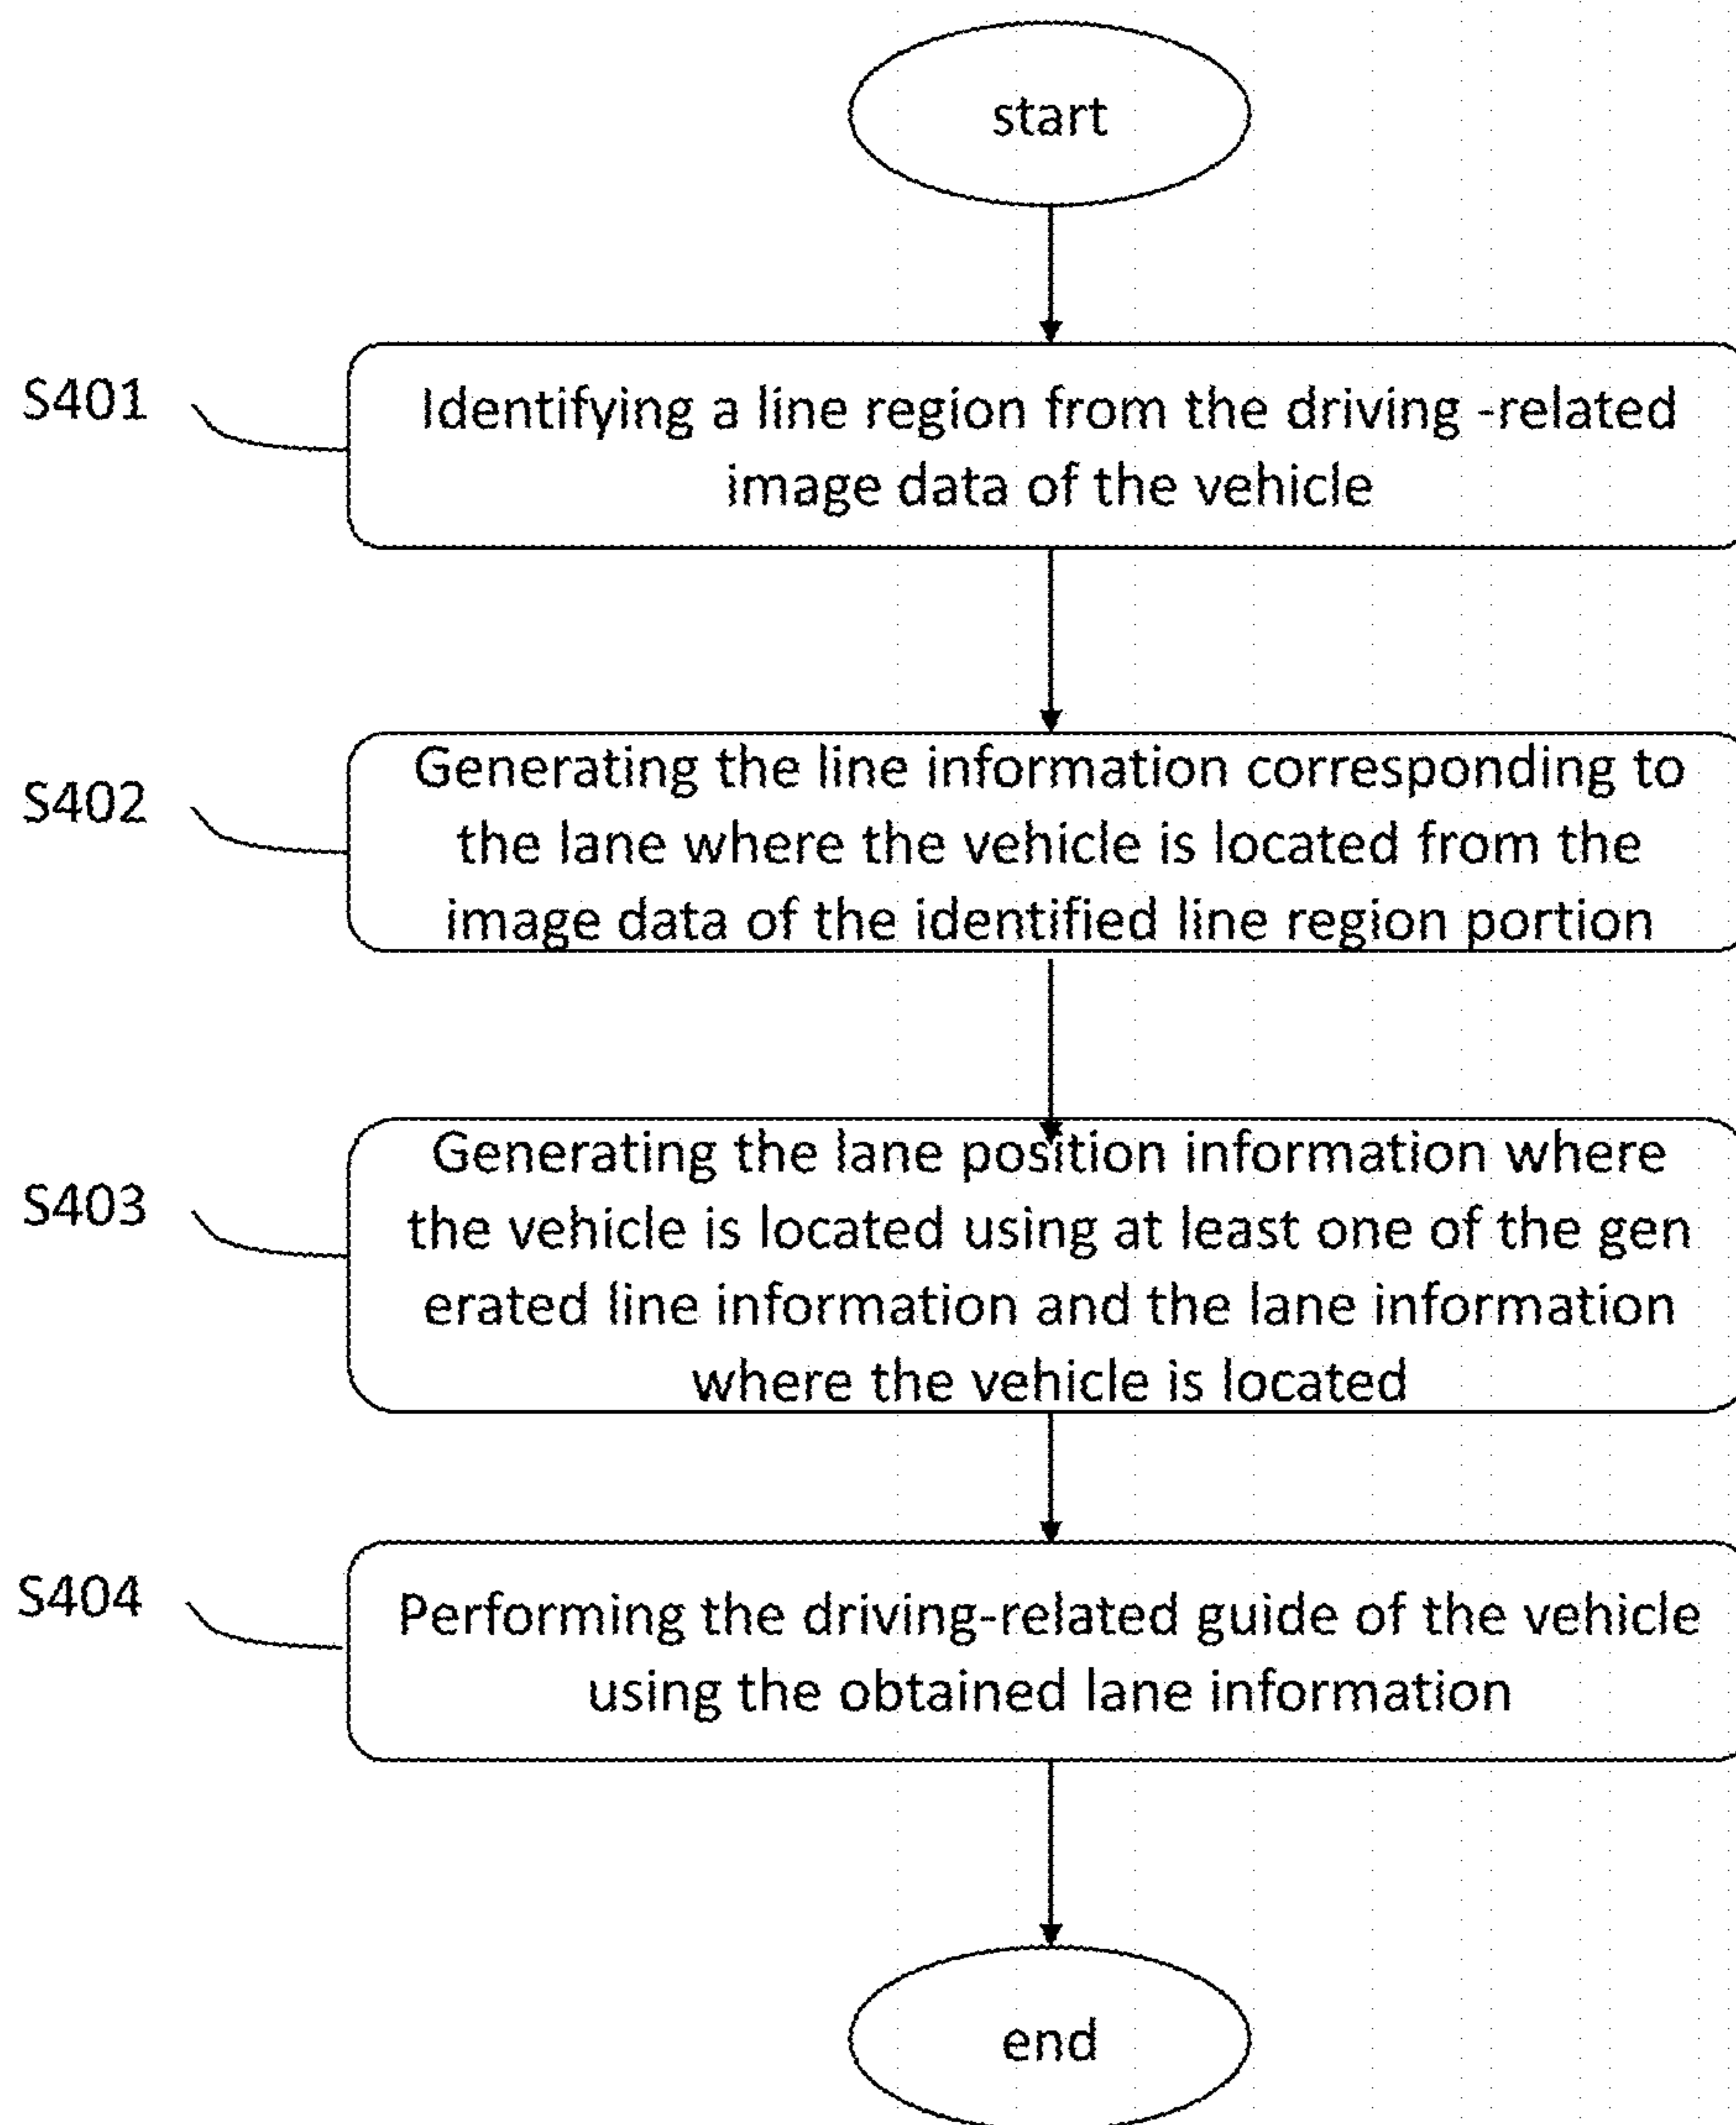 start
S401
Identifying a line region from the driving -related
image data of the vehicle
S402
Generating the line information corresponding to
the lane where the vehicle is located from the
image data of the identified line region portion
S403
Generating the lane position information where
the vehicle is located using at least one of the gen
erated line information and the lane information
where the vehicle is located
S404
Performing the driving-related guide of the vehicle
using the obtained lane information
end